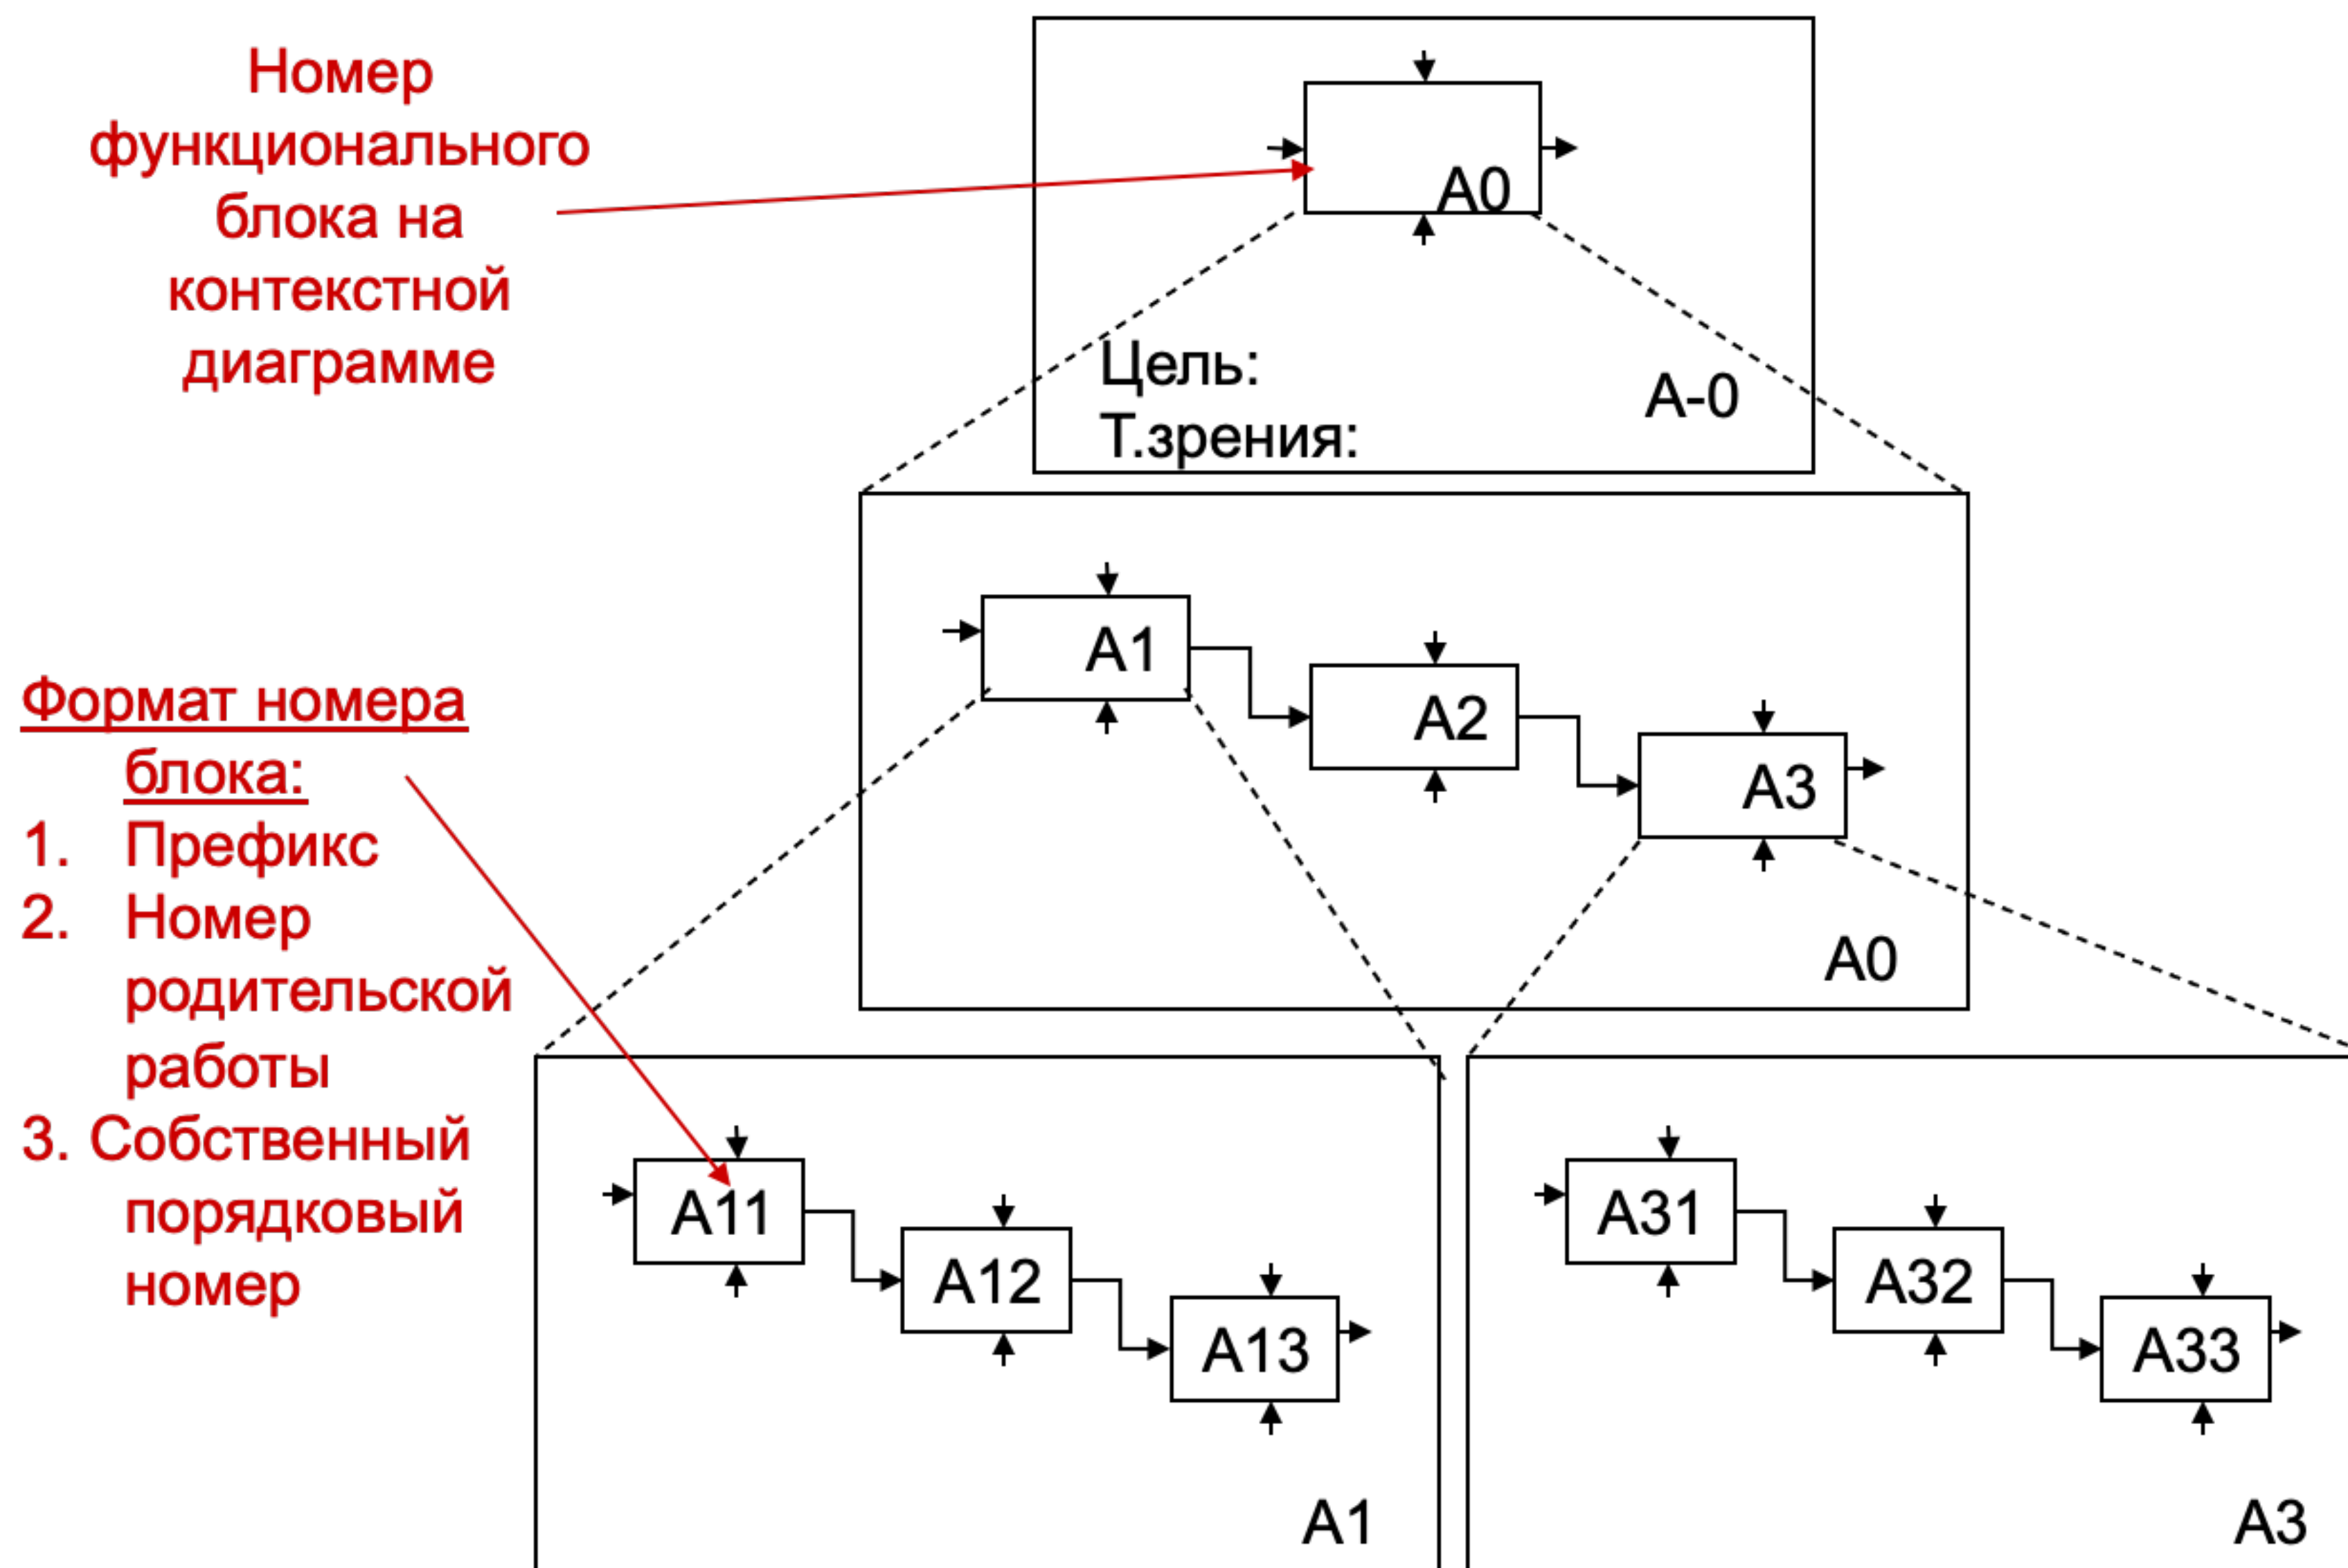 Номер
функционального
блока на
контекстной
диаграмме
A0
Цель:
Т.зрения:
A-0
A1
A2
A3
A0
Формат номера
блока:
1. Префикс
2. Номер
родительской
работы
3. Собственный
порядковый
номер
A11
A12
A13
A1
A31
A32
A33
A3